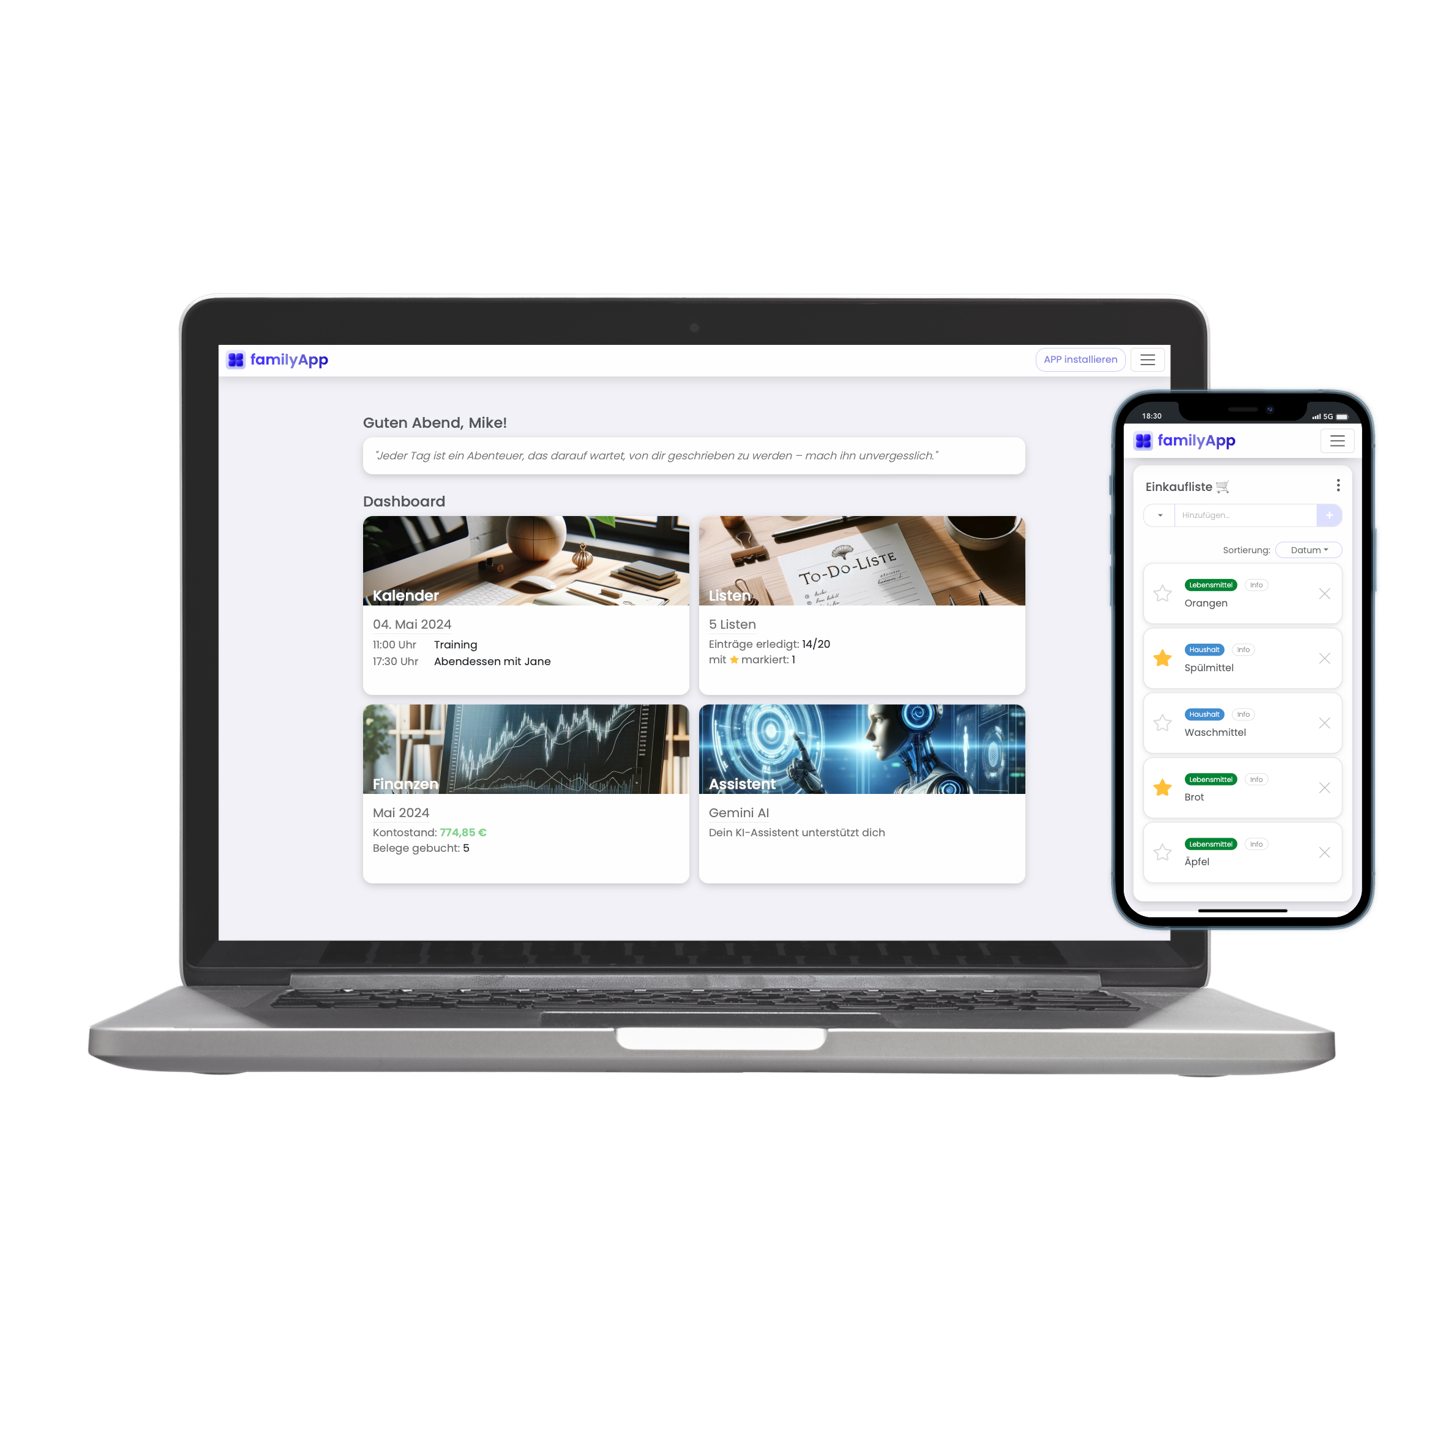 familyApp
APP installieren
Guten Abend, Mike!
"Jeder Tag ist ein Abenteuer, das darauf wartet, von dir geschrieben zu werden – mach ihn unvergesslich."
Dashboard
To-Do-Liste
Kalender
04. Mai 2024
11:00 Uhr Training
17:30 Uhr Abendessen mit Jane
Listen
5 Listen
Einträge erledigt: 14/20
mit ⭐ markiert: 1
Finanzen
Mai 2024
Kontostand: 774,85 €
Belege gebucht: 5
Assistent
Gemini AI
Dein KI-Assistent unterstützt dich
18:30
5G
familyApp
Einkaufliste 🛒
Hinzufügen...
+
Sortierung: Datum
Lebensmittel Info
Orangen
Haushalt Info
Spülmittel
Haushalt Info
Waschmittel
Lebensmittel Info
Brot
Lebensmittel Info
Äpfel